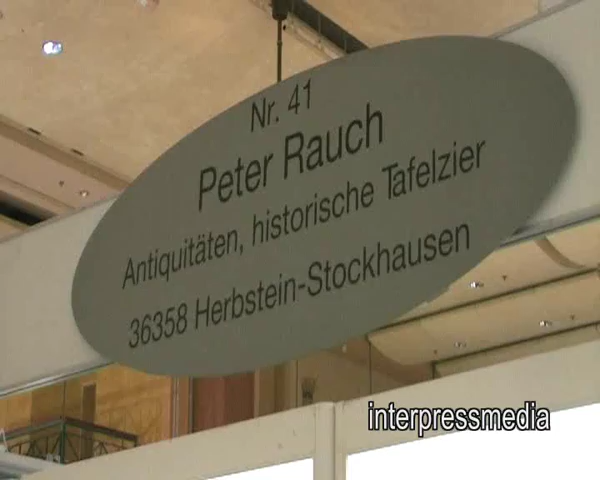 Nr. 41
Peter Rauch
Antiquitäten, historische Tafelzier
36358 Herbstein-Stockhausen
interpressmedia